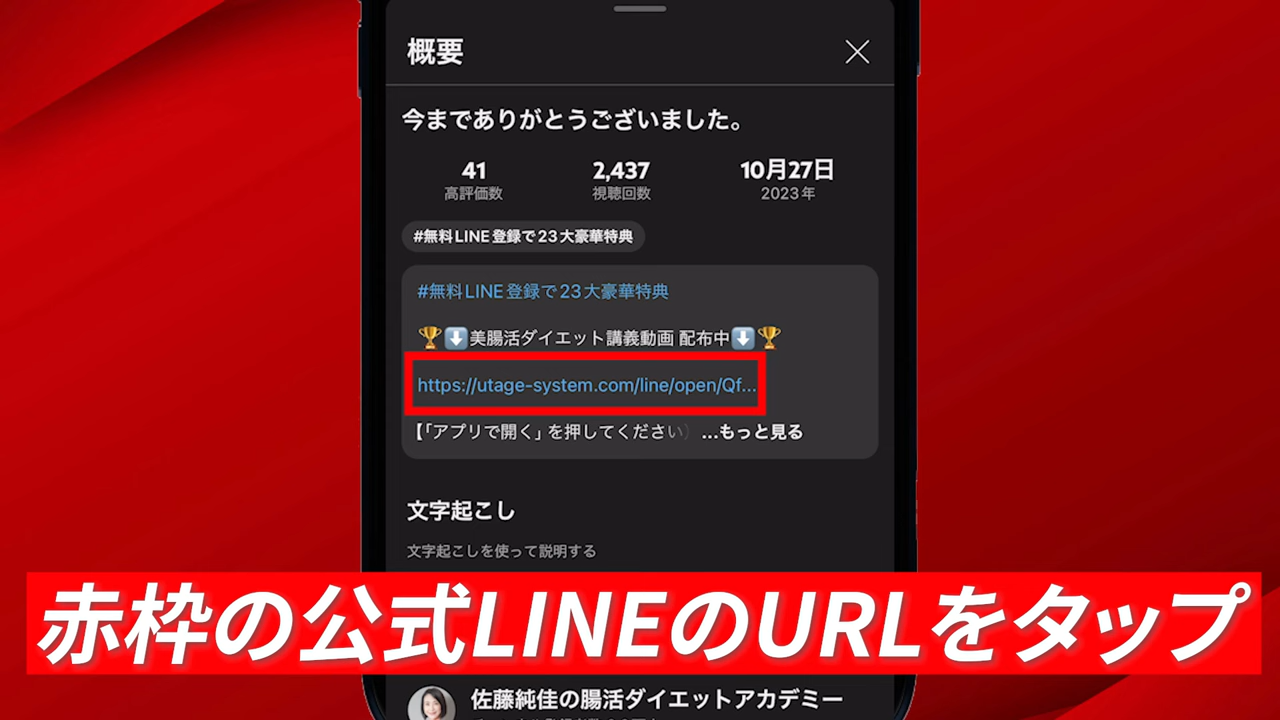 概要
今までありがとうございました。
41 2,437 10月27日
高評価数 視聴回数 2023年
#無料LINE登録で23大豪華特典
#無料LINE登録で23大豪華特典
🏆⬇️美腸活ダイエット講義動画 配布中⬇️🏆
https://utage-system.com/line/open/Qf...
【「アプリで開く」を押してください） ...もっと見る
文字起こし
文字起こしを使って説明する
赤枠の公式LINEのURLをタップ
佐藤純佳の腸活ダイエットアカデミー